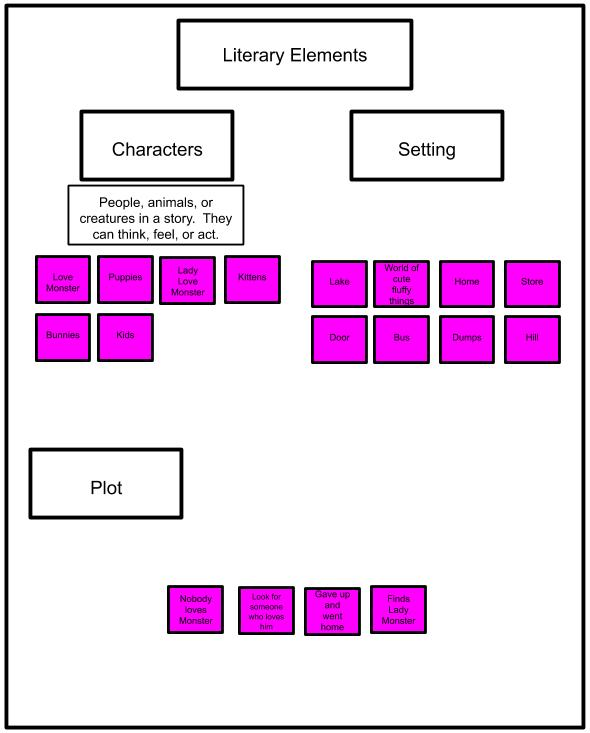 Literary Elements
Characters
Setting
People, animals, or
creatures in a story. They
can think, feel, or act.
Love
Monster
Puppies
Lady
Love
Monster
Kittens
Bunnies
Kids
Lake
World of
cute
fluffy
things
Home
Store
Door
Bus
Dumps
Hill
Plot
Nobody
loves
Monster
Look for
someone
who loves
him
Gave up
and
went
home
Finds
Lady
Monster